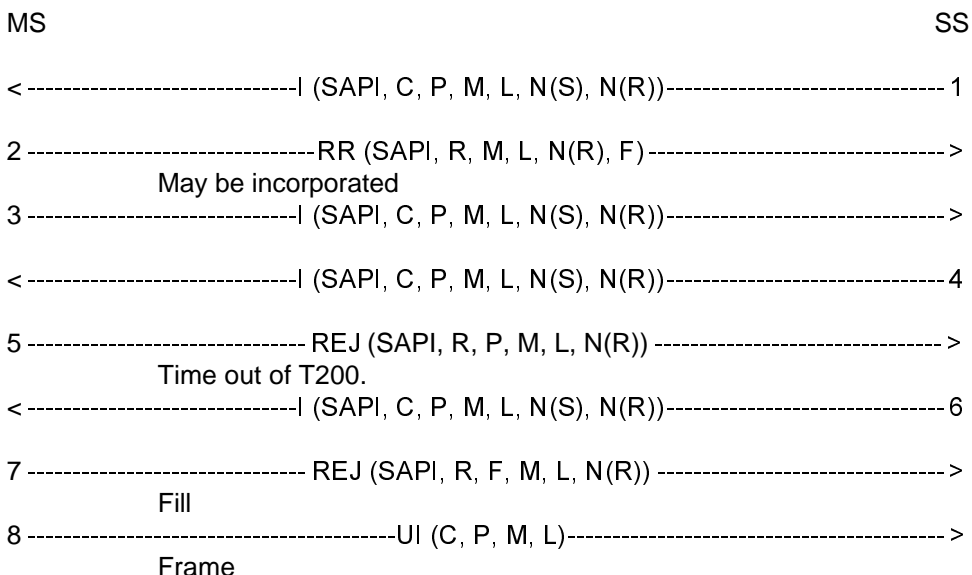 MS SS
< ------------------------------I (SAPI, C, P, M, L, N(S), N(R))------------------------------- 1
2 --------------------------------RR (SAPI, R, M, L, N(R), F) --------------------------------- >
May be incorporated
3 ------------------------------I (SAPI, C, P, M, L, N(S), N(R))------------------------------- >
< ------------------------------I (SAPI, C, P, M, L, N(S), N(R))------------------------------- 4
5 ------------------------------- REJ (SAPI, R, P, M, L, N(R)) -------------------------------- >
Time out of T200.
< ------------------------------I (SAPI, C, P, M, L, N(S), N(R))------------------------------- 6
7 ------------------------------- REJ (SAPI, R, F, M, L, N(R)) -------------------------------- >
Fill
8 -----------------------------------------UI (C, P, M, L)------------------------------------------ >
Frame